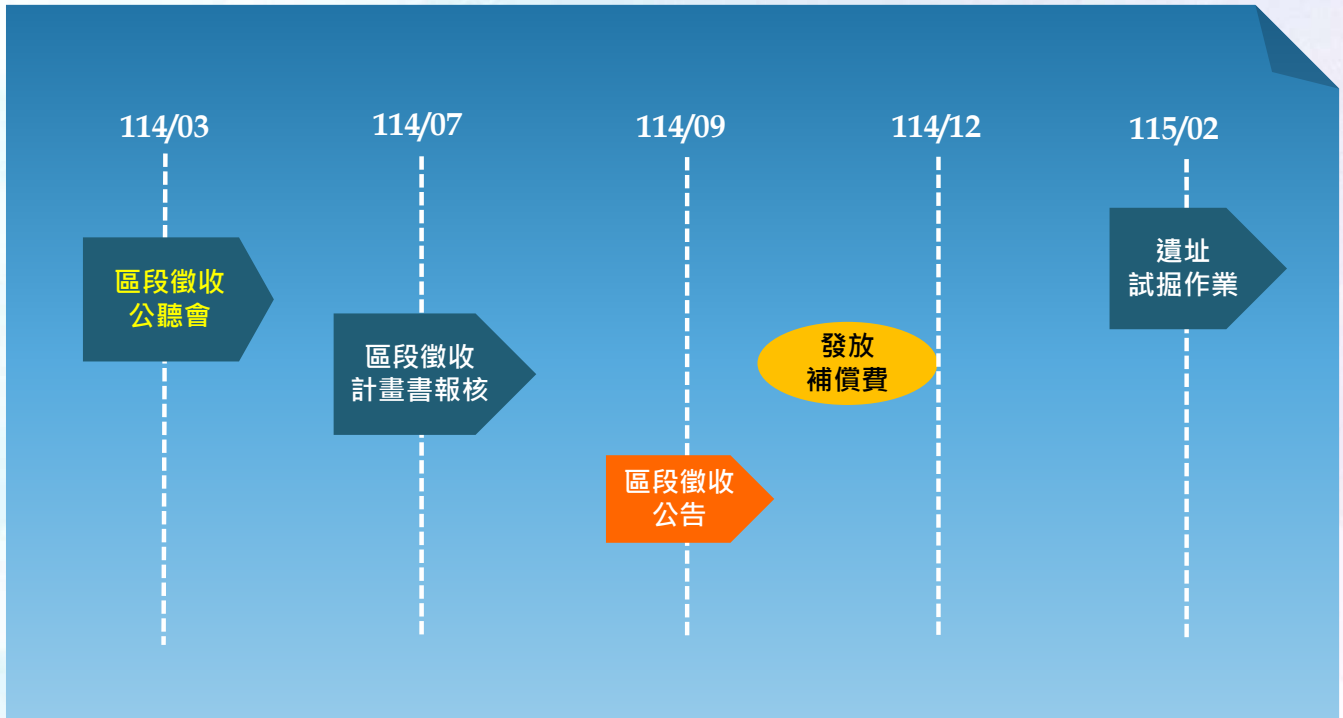 114/03
114/07
114/09
114/12
115/02
區段徵收
公聽會
區段徵收
計畫書報核
區段徵收
公告
發放
補償費
遺址
試掘作業